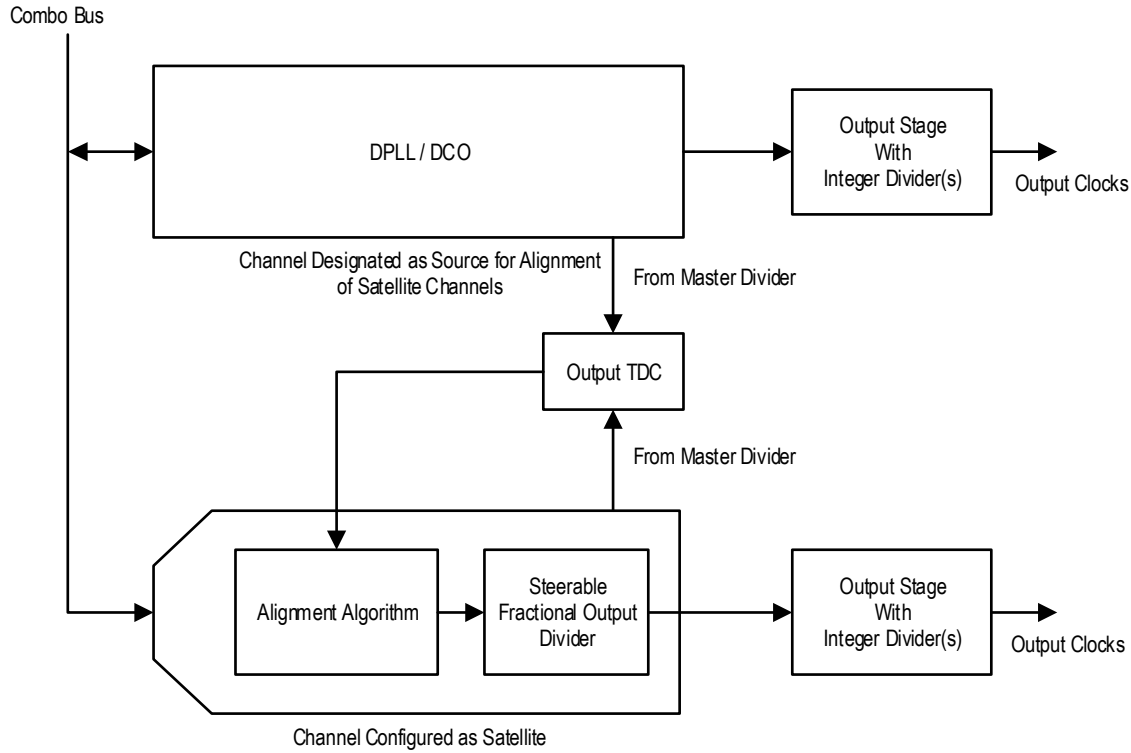 Combo Bus
DPLL / DCO
Output Stage
With
Integer Divider(s)
Output Clocks
Channel Designated as Source for Alignment
of Satellite Channels
From Master Divider
Output TDC
From Master Divider
Alignment Algorithm
Steerable
Fractional Output
Divider
Output Stage
With
Integer Divider(s)
Output Clocks
Channel Configured as Satellite